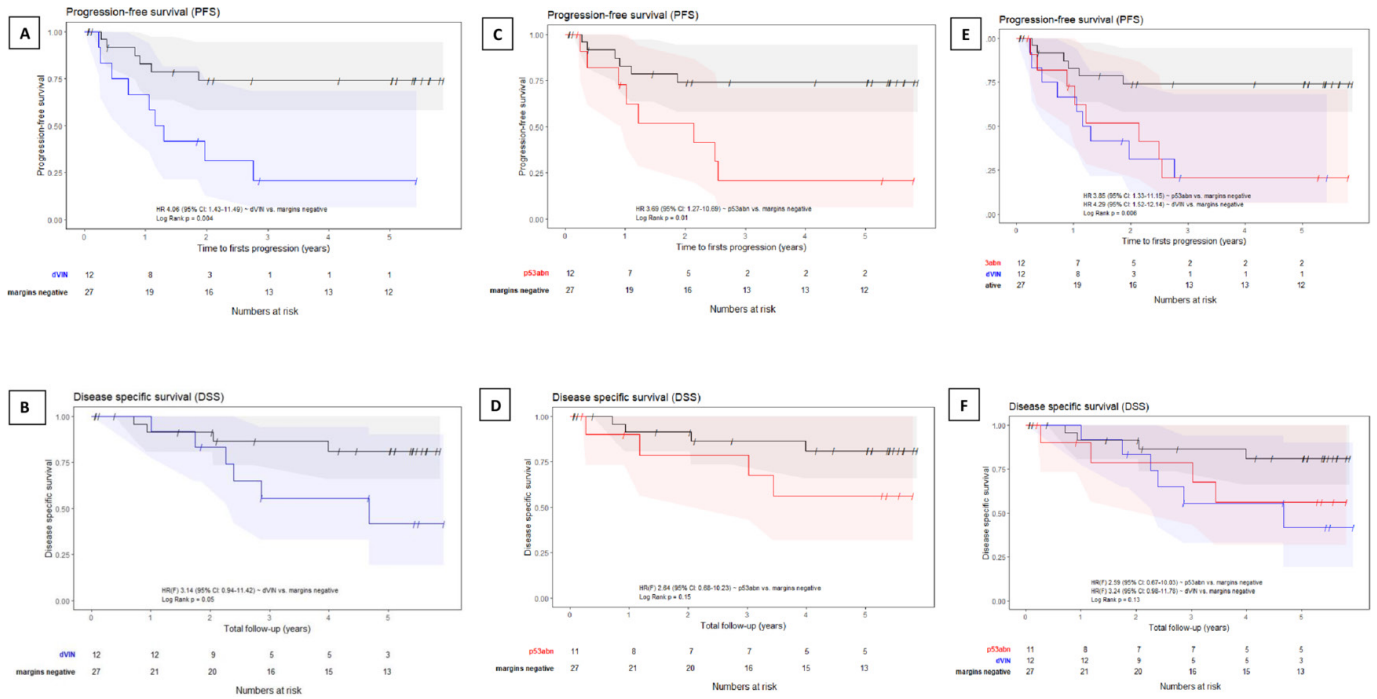 A
Progression-free survival (PFS)
1.00
0.75
0.50
0.25
0.00
Progression-free survival
HR 4.06 (95% CI: 1.43-11.49) ~ dVIN vs. margins negative
Log Rank p = 0.004
0 1 2 3 4 5
Time to firsts progression (years)
dVIN 12 8 3 1 1 1
margins negative 27 19 16 13 13 12
Numbers at risk
C
Progression-free survival (PFS)
1.00
0.75
0.50
0.25
0.00
Progression-free survival
HR 3.69 (95% CI: 1.27-10.69) ~ p53abn vs. margins negative
Log Rank p = 0.01
0 1 2 3 4 5
Time to firsts progression (years)
p53abn 12 7 5 2 2 2
margins negative 27 19 16 13 13 12
Numbers at risk
E
Progression-free survival (PFS)
.00
.75
.50
.25
.00
Progression-free survival
HR 3.85 (95% CI: 1.33-11.15) ~ p53abn vs. margins negative
HR 4.29 (95% CI: 1.52-12.14) ~ dVIN vs. margins negative
Log Rank p = 0.006
0 1 2 3 4 5
Time to firsts progression (years)
3abn 12 7 5 2 2 2
dVIN 12 8 3 1 1 1
ative 27 19 16 13 13 12
Numbers at risk
B
Disease specific survival (DSS)
1.00
0.75
0.50
0.25
0.00
Disease specific survival
HR(F) 3.14 (95% CI: 0.94-11.42) ~ dVIN vs. margins negative
Log Rank p = 0.05
0 1 2 3 4 5
Total follow-up (years)
dVIN 12 12 9 5 5 3
margins negative 27 21 20 16 15 13
Numbers at risk
D
Disease specific survival (DSS)
1.00
0.75
0.50
0.25
0.00
Disease specific survival
HR(F) 2.64 (95% CI: 0.68-10.23) ~ p53abn vs. margins negative
Log Rank p = 0.15
0 1 2 3 4 5
Total follow-up (years)
p53abn 11 8 7 7 5 5
margins negative 27 21 20 16 15 13
Numbers at risk
F
Disease specific survival (DSS)
1.00
0.75
0.50
0.25
0.00
Disease specific survival
HR(F) 2.59 (95% CI: 0.67-10.03) ~ p53abn vs. margins negative
HR(F) 3.24 (95% CI: 0.98-11.78) ~ dVIN vs. margins negative
Log Rank p = 0.13
0 1 2 3 4 5
Total follow-up (years)
p53abn 11 8 7 7 5 5
dVIN 12 12 9 5 5 3
margins negative 27 21 20 16 15 13
Numbers at risk